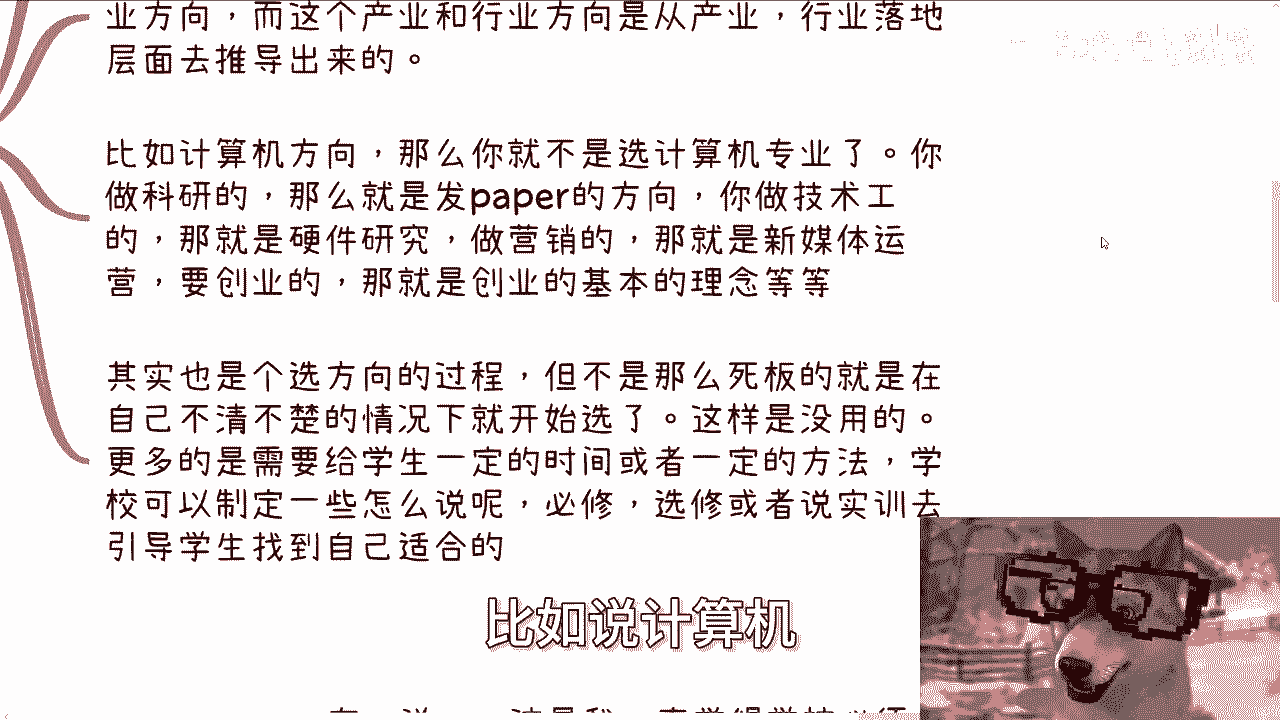 业方向，而这个产业和行业方向是从产业，行业落地
层面去推导出来的。
比如计算机方向，那么你就不是选计算机专业了。你
做科研的，那么就是发paper的方向，你做技术工
的，那就是硬件研究，做营销的，那就是新媒体运
营，要创业的，那就是创业的基本的理念等等
其实也是个选方向的过程，但不是那么死板的就是在
自己不清不楚的情况下就开始选了。这样是没用的。
更多的是需要给学生一定的时间或者一定的方法，学
校可以制定一些怎么说呢，必修，选修或者说实训去
引导学生找到自己适合的
比如说计算机